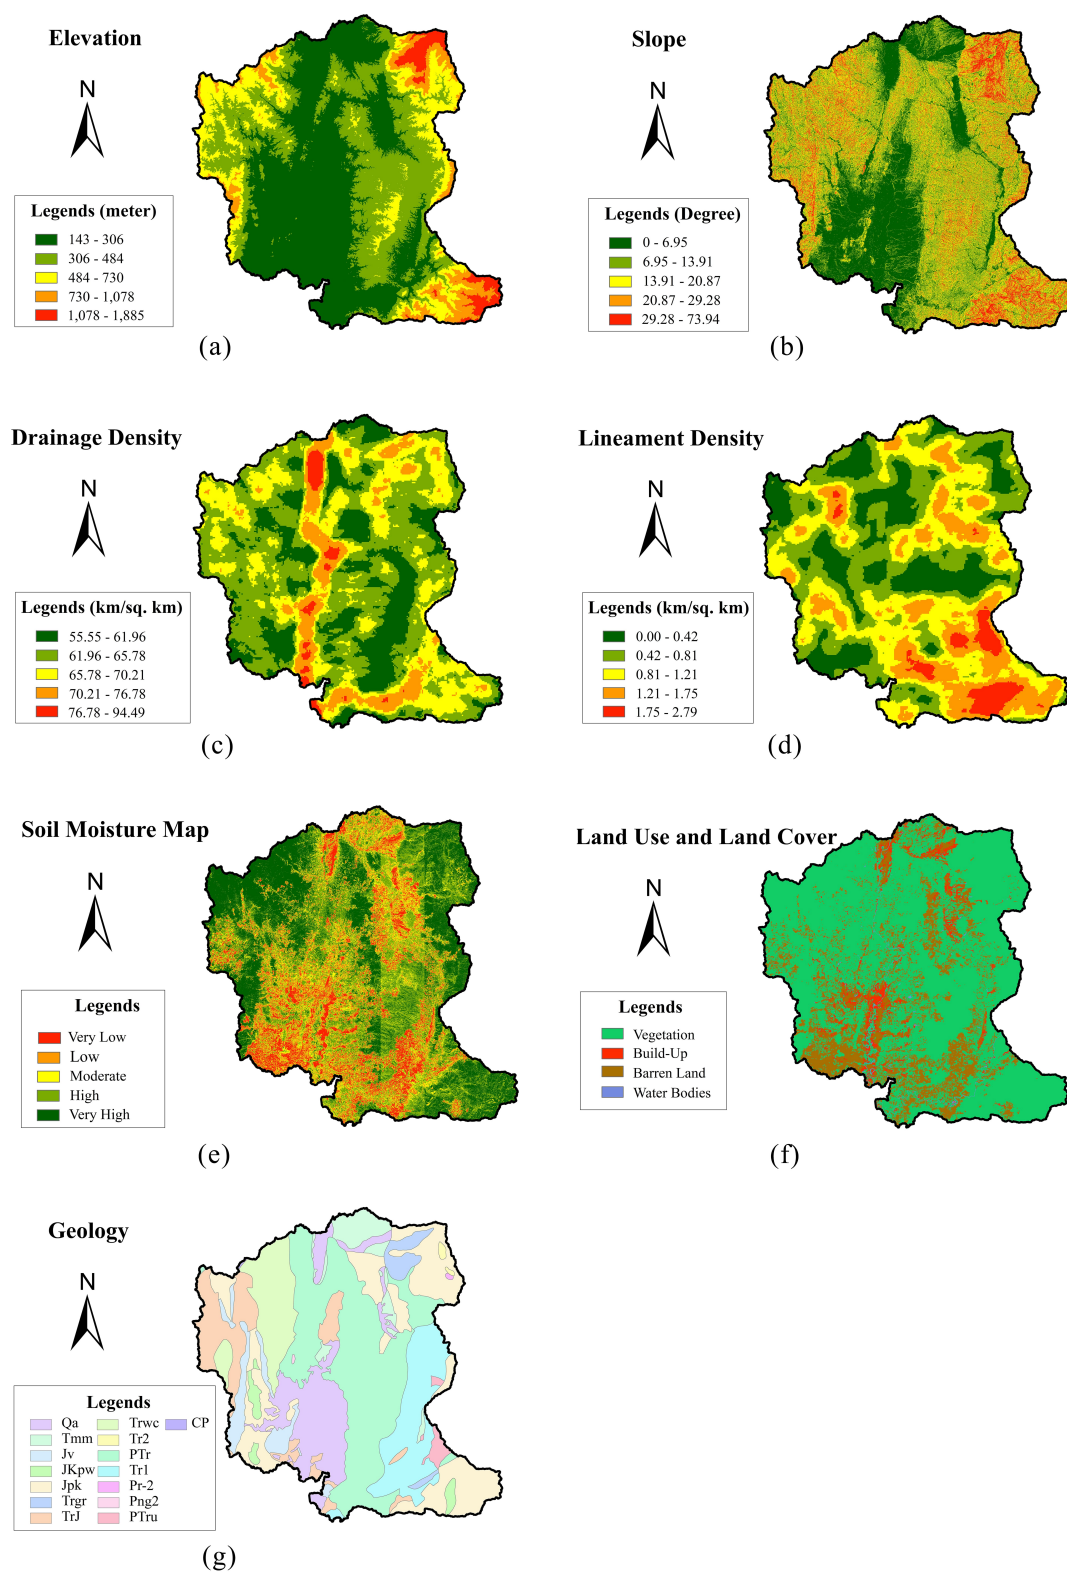 Elevation
N
Legends (meter)
143 - 306
306 - 484
484 - 730
730 - 1,078
1,078 - 1,885
(a)
Slope
N
Legends (Degree)
0 - 6.95
6.95 - 13.91
13.91 - 20.87
20.87 - 29.28
29.28 - 73.94
(b)
Drainage Density
N
Legends (km/sq. km)
55.55 - 61.96
61.96 - 65.78
65.78 - 70.21
70.21 - 76.78
76.78 - 94.49
(c)
Lineament Density
N
Legends (km/sq. km)
0.00 - 0.42
0.42 - 0.81
0.81 - 1.21
1.21 - 1.75
1.75 - 2.79
(d)
Soil Moisture Map
N
Legends
Very Low
Low
Moderate
High
Very High
(e)
Land Use and Land Cover
N
Legends
Vegetation
Build-Up
Barren Land
Water Bodies
(f)
Geology
N
Legends
Qa Trwc CP
Tmm Tr2
Jv PTr
JKpw Tr1
Jpk Pr-2
Trgr Png2
TrJ PTru
(g)